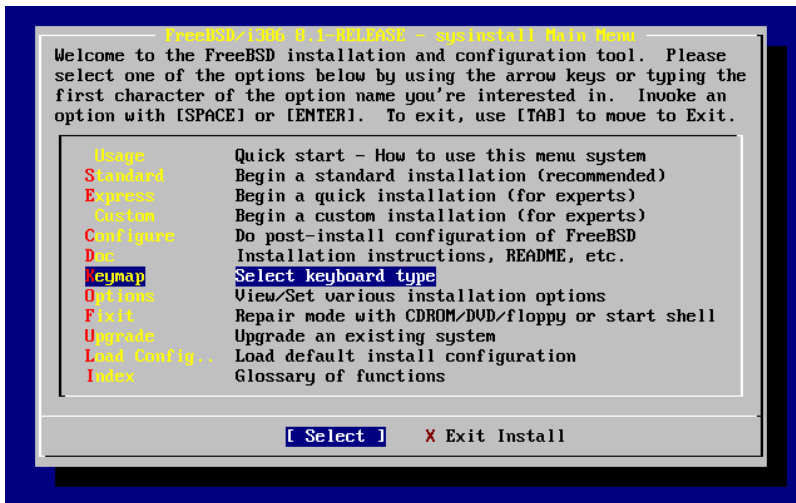 FreeBSD/i386 8.1-RELEASE - sysinstall Main Menu
Welcome to the FreeBSD installation and configuration tool.  Please
select one of the options below by using the arrow keys or typing the
first character of the option name you're interested in.  Invoke an
option with [SPACE] or [ENTER].  To exit, use [TAB] to move to Exit.
Usage Quick start - How to use this menu system
Standard Begin a standard installation (recommended)
Express Begin a quick installation (for experts)
Custom Begin a custom installation (for experts)
Configure Do post-install configuration of FreeBSD
Doc Installation instructions, README, etc.
Keymap Select keyboard type
Options View/Set various installation options
Fixit Repair mode with CDROM/DVD/floppy or start shell
Upgrade Upgrade an existing system
Load Config.. Load default install configuration
Index Glossary of functions
[ Select ] X Exit Install